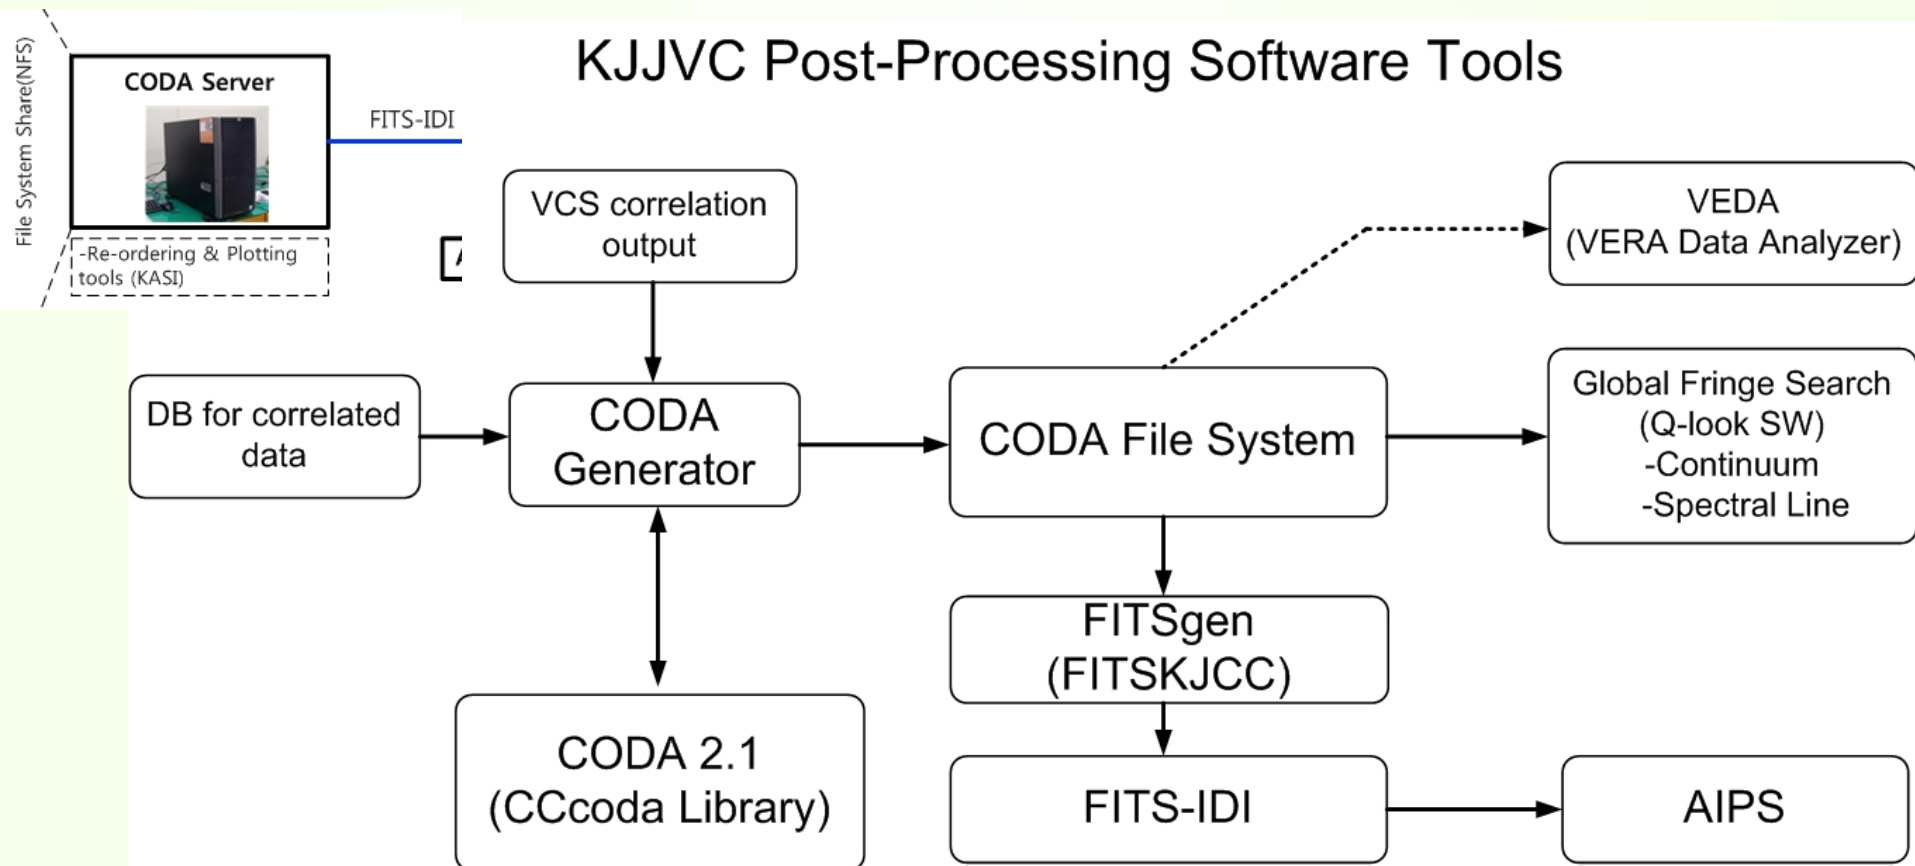 File System Share(NFS)
CODA Server
FITS-IDI
-Re-ordering & Plotting
tools (KASI)
KJJVC Post-Processing Software Tools
VCS correlation
output
VEDA
(VERA Data Analyzer)
DB for correlated
data
CODA
Generator
CODA File System
Global Fringe Search
(Q-look SW)
-Continuum
-Spectral Line
FITSgen
(FITSKJCC)
CODA 2.1
(CCcoda Library)
FITS-IDI
AIPS